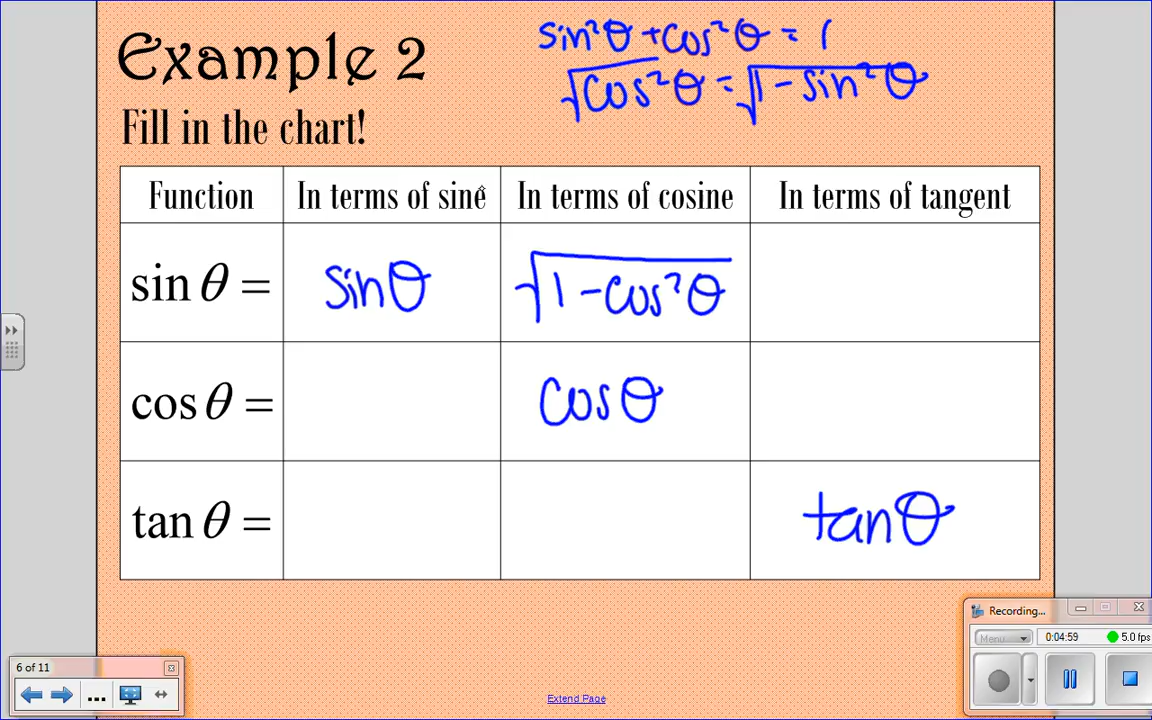 Example 2
sin²θ + cos²θ = 1
√cos²θ = √1 - sin²θ
Fill in the chart!
Function In terms of sine In terms of cosine In terms of tangent
sin θ = sinθ √1 - cos²θ
cos θ = cosθ
tan θ = tanθ
Recording...
Menu 0:04:59 5.0 fps
6 of 11
...
Extend Page